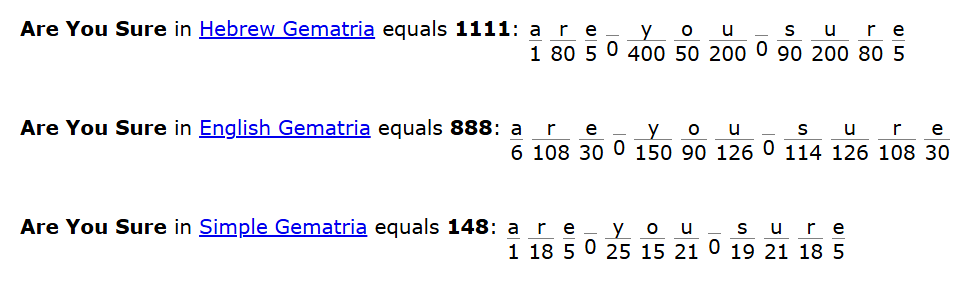 Are You Sure in Hebrew Gematria equals 1111: a r e _ y o u _ s u r e
1 80 5 0 400 50 200 0 90 200 80 5
Are You Sure in English Gematria equals 888: a r e _ y o u _ s u r e
6 108 30 0 150 90 126 0 114 126 108 30
Are You Sure in Simple Gematria equals 148: a r e _ y o u _ s u r e
1 18 5 0 25 15 21 0 19 21 18 5